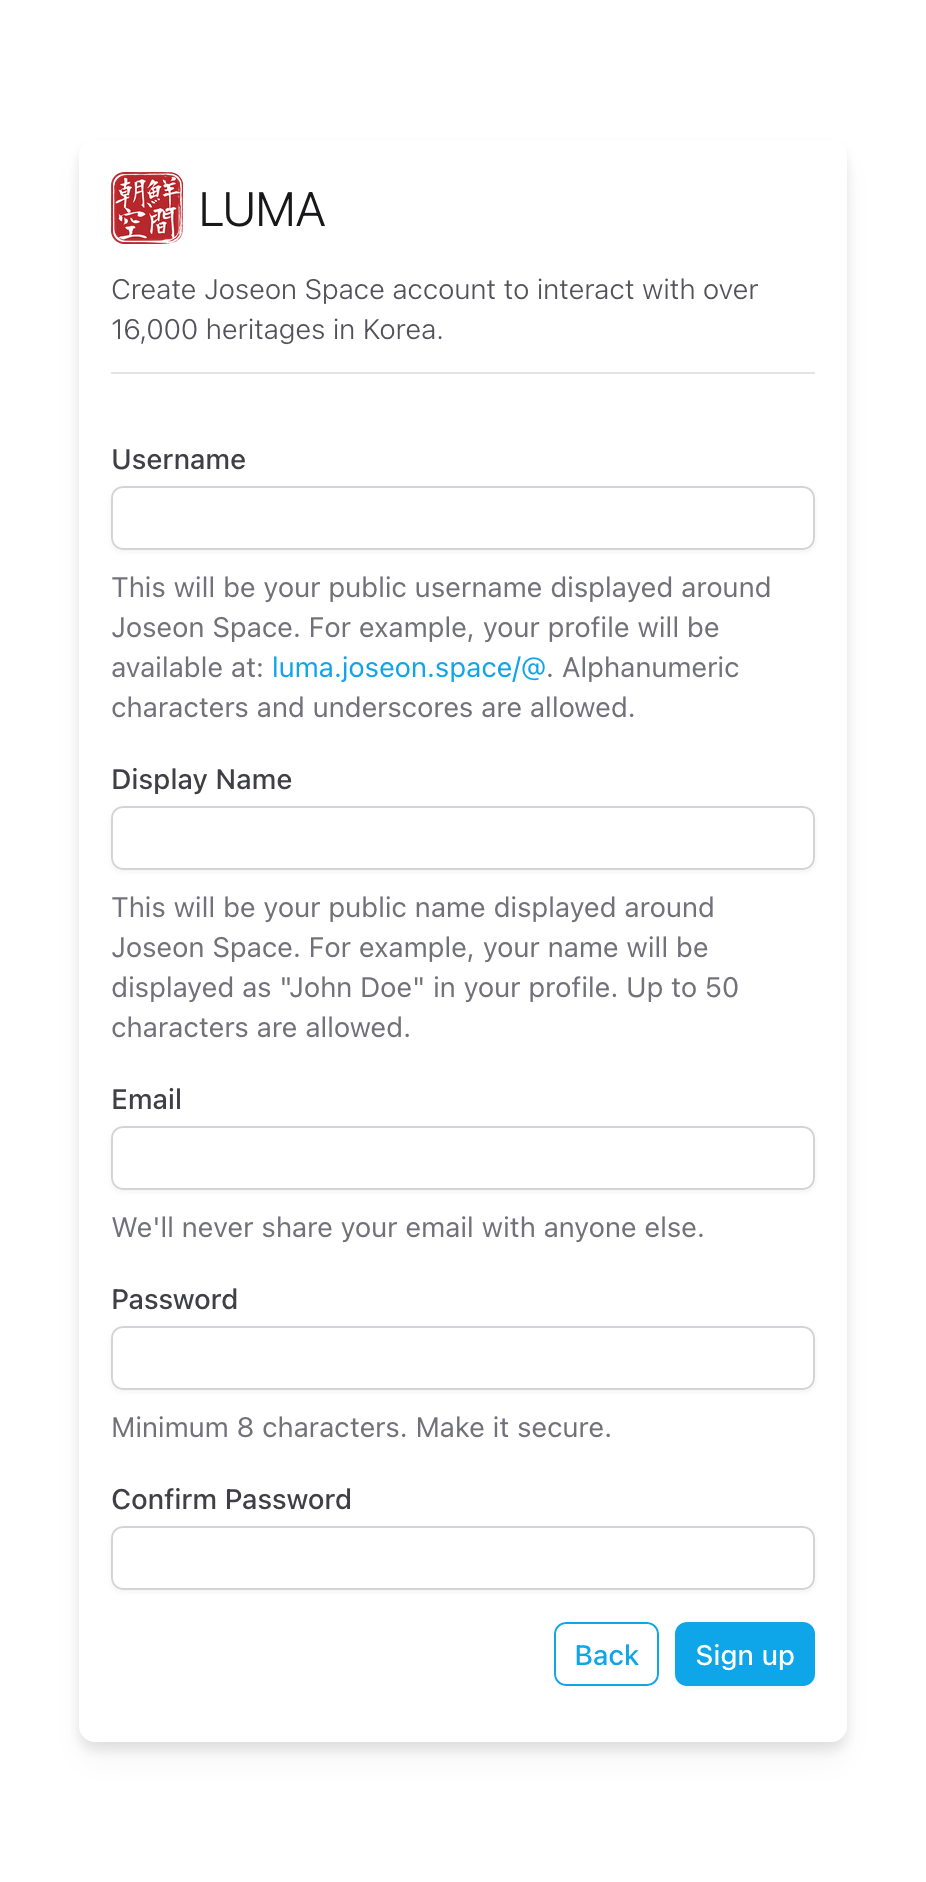 朝鮮
空間
LUMA
Create Joseon Space account to interact with over
16,000 heritages in Korea.
Username
This will be your public username displayed around
Joseon Space. For example, your profile will be
available at: luma.joseon.space/@. Alphanumeric
characters and underscores are allowed.
Display Name
This will be your public name displayed around
Joseon Space. For example, your name will be
displayed as "John Doe" in your profile. Up to 50
characters are allowed.
Email
We'll never share your email with anyone else.
Password
Minimum 8 characters. Make it secure.
Confirm Password
Back
Sign up